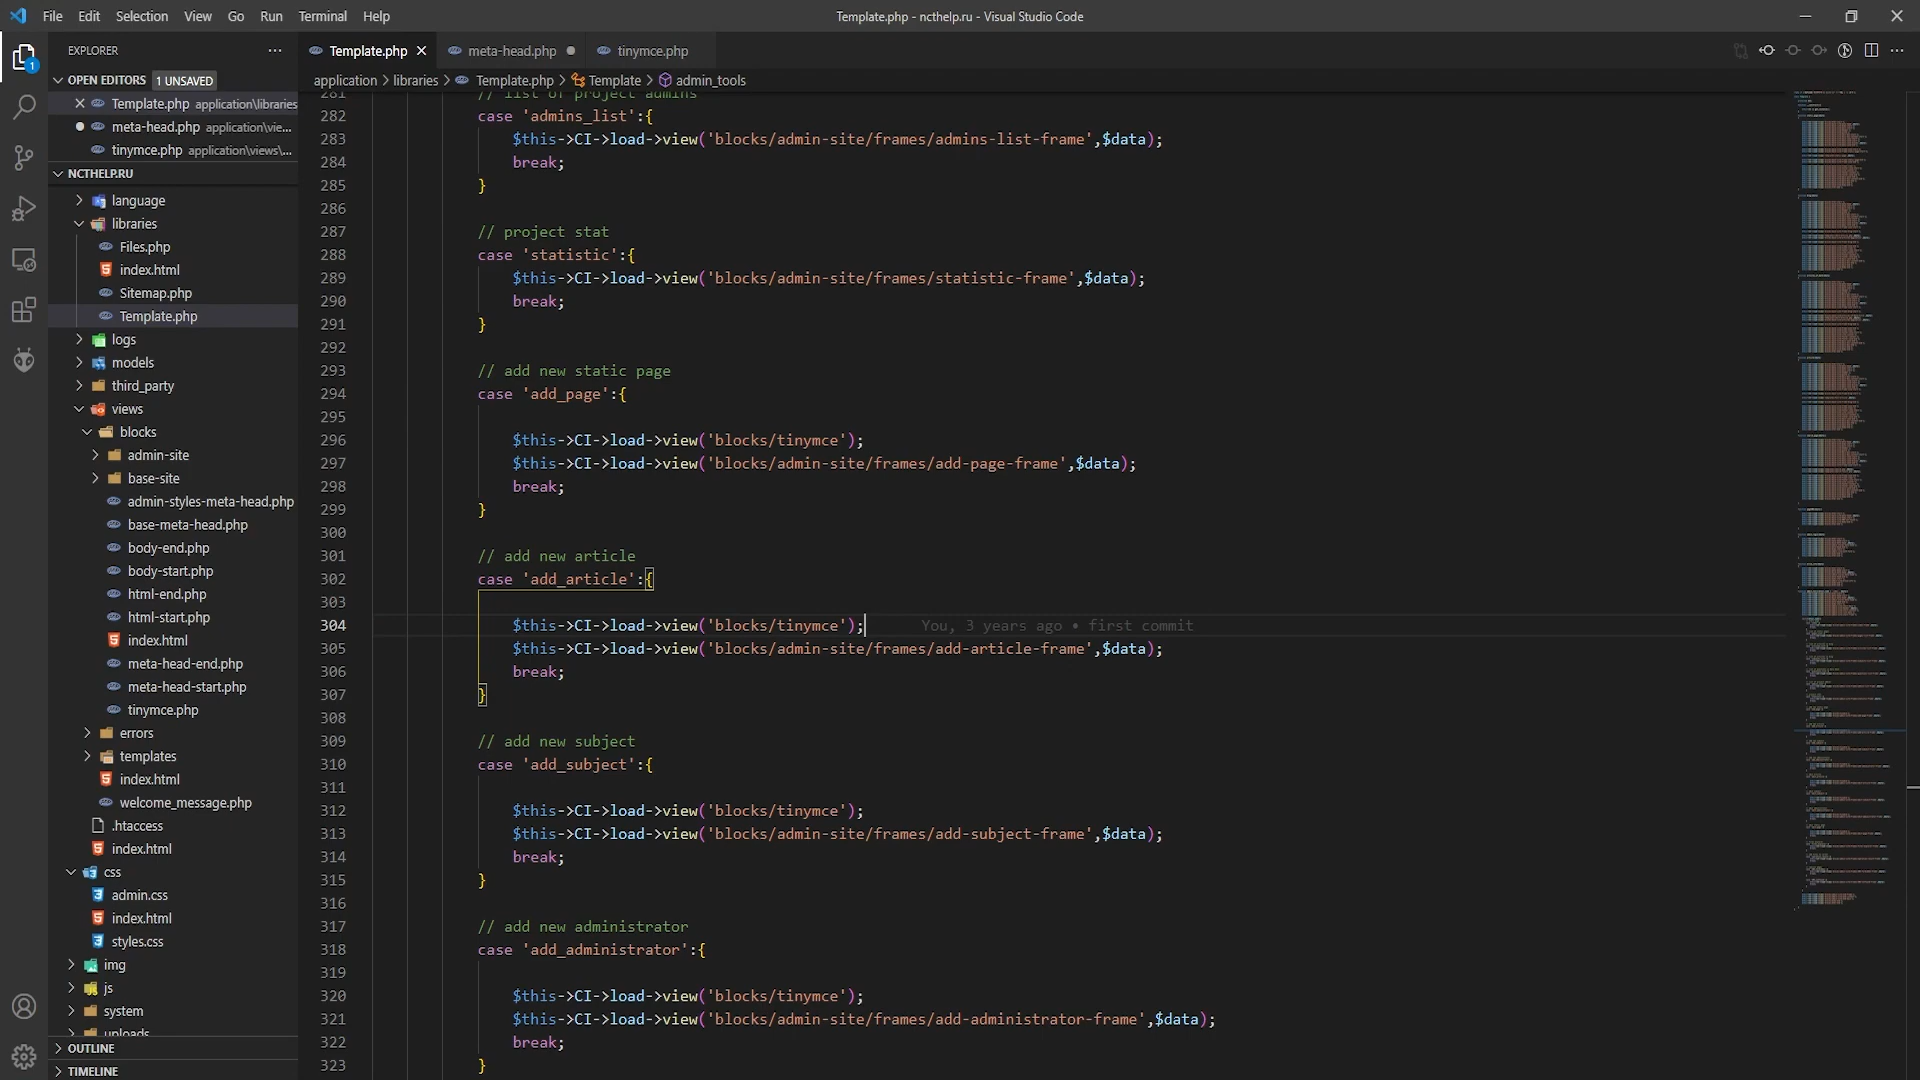 File Edit Selection View Go Run Terminal Help
Template.php - ncthelp.ru - Visual Studio Code
EXPLORER
Template.php
meta-head.php
tinymce.php
OPEN EDITORS 1 UNSAVED
application > libraries > Template.php > Template > admin_tools
Template.php application\libraries
meta-head.php application\vie...
tinymce.php application\views\...
NCTHELP.RU
language
libraries
Files.php
index.html
Sitemap.php
Template.php
logs
models
third_party
views
blocks
admin-site
base-site
admin-styles-meta-head.php
base-meta-head.php
body-end.php
body-start.php
html-end.php
html-start.php
index.html
meta-head-end.php
meta-head-start.php
tinymce.php
errors
templates
index.html
welcome_message.php
.htaccess
index.html
css
admin.css
index.html
styles.css
img
js
system
uploads
OUTLINE
TIMELINE
1
281 // list of project admins
282 case 'admins_list':{
283 $this->CI->load->view('blocks/admin-site/frames/admins-list-frame',$data);
284 break;
285 }
286
287 // project stat
288 case 'statistic':{
289 $this->CI->load->view('blocks/admin-site/frames/statistic-frame',$data);
290 break;
291 }
292
293 // add new static page
294 case 'add_page':{
295
296 $this->CI->load->view('blocks/tinymce');
297 $this->CI->load->view('blocks/admin-site/frames/add-page-frame',$data);
298 break;
299 }
300
301 // add new article
302 case 'add_article':{
303
304 $this->CI->load->view('blocks/tinymce'); You, 3 years ago • first commit
305 $this->CI->load->view('blocks/admin-site/frames/add-article-frame',$data);
306 break;
307 }
308
309 // add new subject
310 case 'add_subject':{
311
312 $this->CI->load->view('blocks/tinymce');
313 $this->CI->load->view('blocks/admin-site/frames/add-subject-frame',$data);
314 break;
315 }
316
317 // add new administrator
318 case 'add_administrator':{
319
320 $this->CI->load->view('blocks/tinymce');
321 $this->CI->load->view('blocks/admin-site/frames/add-administrator-frame',$data);
322 break;
323 }